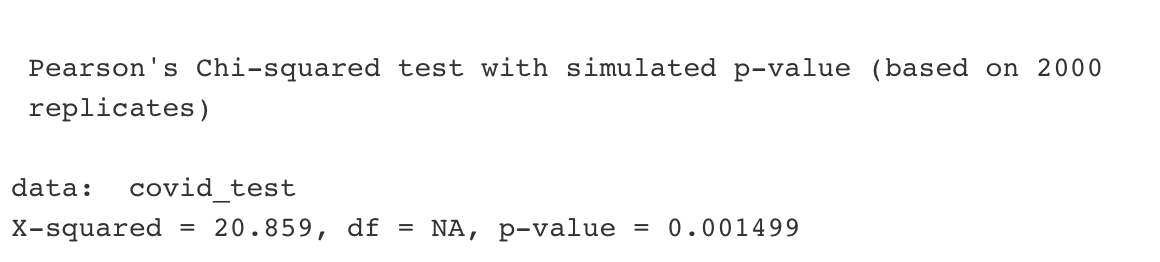 Pearson's Chi-squared test with simulated p-value (based on 2000
replicates)
data:  covid_test
X-squared = 20.859, df = NA, p-value = 0.001499